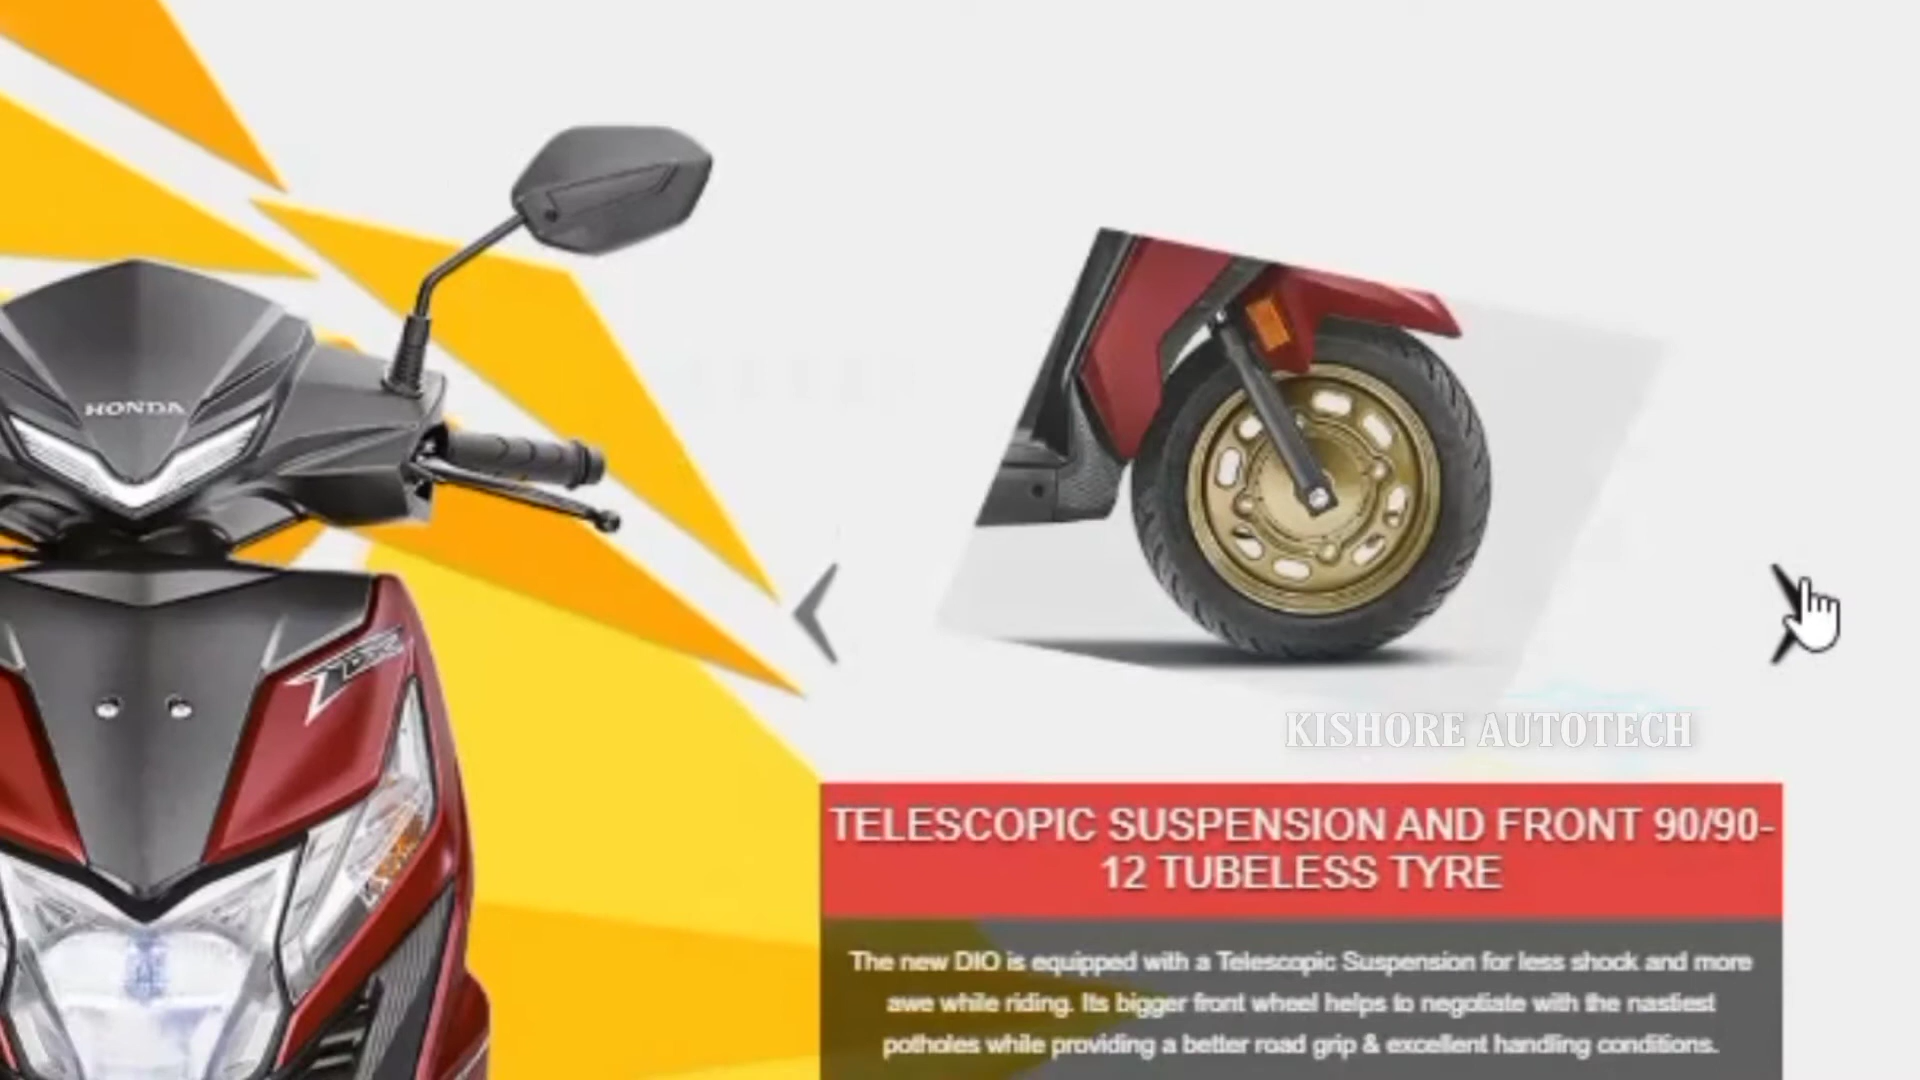 HONDA
KISHORE AUTOTECH
TELESCOPIC SUSPENSION AND FRONT 90/90-
12 TUBELESS TYRE
The new DIO is equipped with a Telescopic Suspension for less shock and more
awe while riding. Its bigger front wheel helps to negotiate with the nastiest
potholes while providing a better road grip & excellent handling conditions.